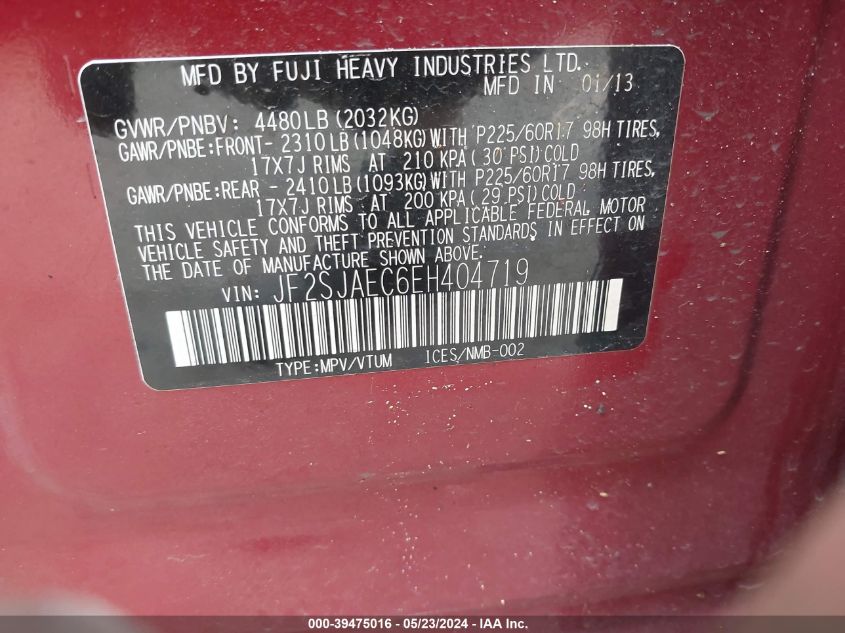 MFD BY FUJI HEAVY INDUSTRIES LTD.
MFD IN 01/13
GVWR/PNBV: 4480LB(2032KG)
GAWR/PNBE:FRONT- 2310LB(1048KG)WITH P225/60R17 98H TIRES,
17X7J RIMS AT 210 KPA(30 PSI)COLD
GAWR/PNBE:REAR - 2410LB(1093KG)WITH P225/60R17 98H TIRES,
17X7J RIMS AT 200 KPA(29 PSI)COLD
THIS VEHICLE CONFORMS TO ALL APPLICABLE FEDERAL MOTOR
VEHICLE SAFETY AND THEFT PREVENTION STANDARDS IN EFFECT ON
THE DATE OF MANUFACTURE SHOWN ABOVE.
VIN: JF2SJAEC6EH404719
TYPE:MPV/VTUM ICES/NMB-002
000-39475016 - 05/23/2024 - COPYRIGHT IAA, LLC.